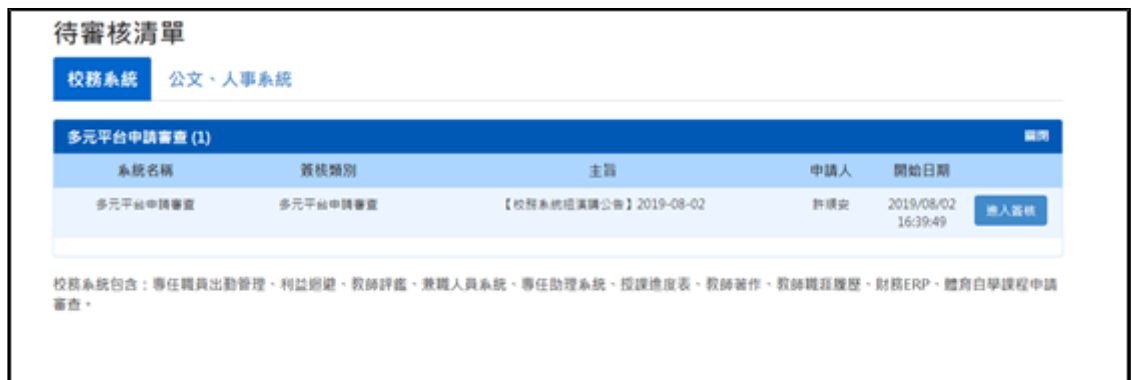 待審核清單
校務系統 公文、人事系統
多元平台申請審查 (1) 關閉
系統名稱 簽核類別 主旨 申請人 開始日期
多元平台申請審查 多元平台申請審查 【校務系統組演講公告】2019-08-02 許順安 2019/08/02 進入簽核
16:39:49
校務系統包含：專任職員出勤管理、利益迴避、教師評鑑、兼職人員系統、專任助理系統、授課進度表、教師著作、教師職涯履歷、財務ERP、體育自學課程申請
審查。